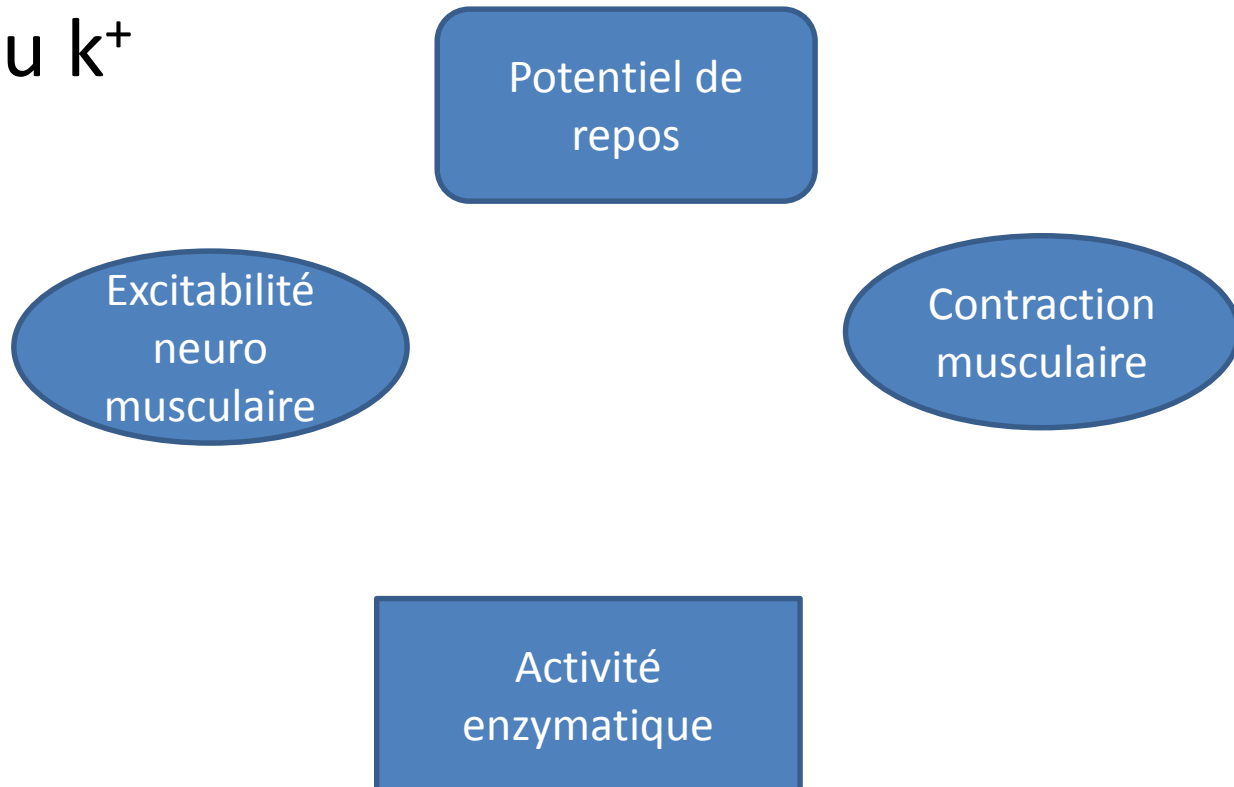 u k⁺
Potentiel de
repos
Excitabilité
neuro
musculaire
Contraction
musculaire
Activité
enzymatique